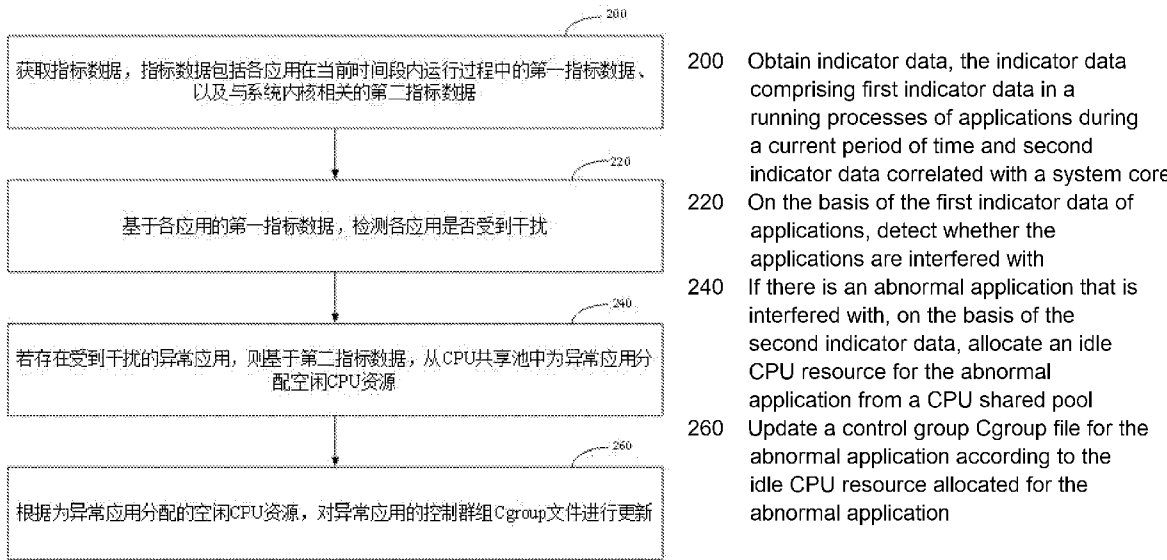 200
获取指标数据，指标数据包括各应用在当前时间段内运行过程中的第一指标数据、
以及与系统内核相关的第二指标数据
220
基于各应用的第一指标数据，检测各应用是否受到干扰
240
若存在受到干扰的异常应用，则基于第二指标数据，从CPU共享池中为异常应用分
配空闲CPU资源
260
根据为异常应用分配的空闲CPU资源，对异常应用的控制群组Cgroup文件进行更新
200 Obtain indicator data, the indicator data
comprising first indicator data in a
running processes of applications during
a current period of time and second
indicator data correlated with a system core
220 On the basis of the first indicator data of
applications, detect whether the
applications are interfered with
240 If there is an abnormal application that is
interfered with, on the basis of the
second indicator data, allocate an idle
CPU resource for the abnormal
application from a CPU shared pool
260 Update a control group Cgroup file for the
abnormal application according to the
idle CPU resource allocated for the
abnormal application